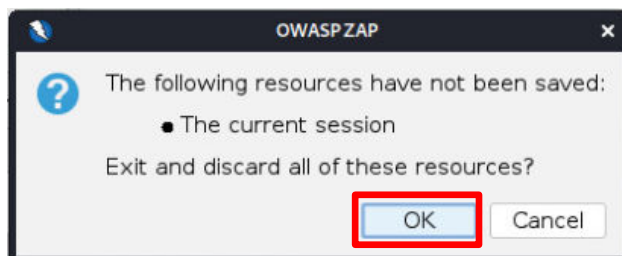 OWASP ZAP
The following resources have not been saved:
The current session
Exit and discard all of these resources?
OK
Cancel